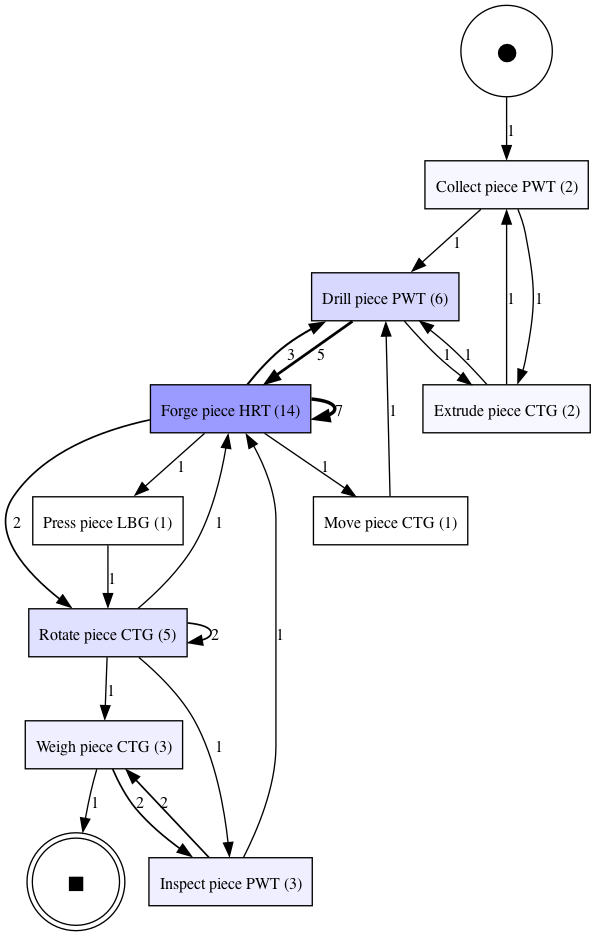 1
Collect piece PWT (2)
1
1
1
Drill piece PWT (6)
3
5
1
1
Forge piece HRT (14)
7
1
Extrude piece CTG (2)
1
1
2
Press piece LBG (1)
1
Move piece CTG (1)
1
1
Rotate piece CTG (5)
2
1
1
Weigh piece CTG (3)
1
1
2
2
Inspect piece PWT (3)